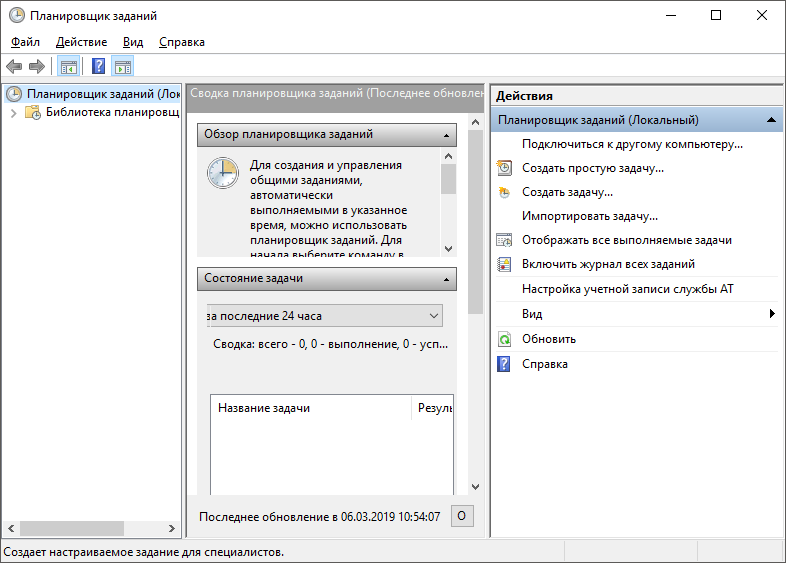 Планировщик заданий
Файл Действие Вид Справка
Планировщик заданий (Лок
Библиотека планировщ
Сводка планировщика заданий (Последнее обновлен
Обзор планировщика заданий
Для создания и управления
общими заданиями,
автоматически
выполняемыми в указанное
время, можно использовать
планировщик заданий. Для
начала выберите команду в
Состояние задачи
за последние 24 часа
Сводка: всего - 0, 0 - выполнение, 0 - усп...
Название задачи Резуль
Последнее обновление в 06.03.2019 10:54:07 О
Действия
Планировщик заданий (Локальный)
Подключиться к другому компьютеру...
Создать простую задачу...
Создать задачу...
Импортировать задачу...
Отображать все выполняемые задачи
Включить журнал всех заданий
Настройка учетной записи службы АТ
Вид
Обновить
Справка
Создает настраиваемое задание для специалистов.